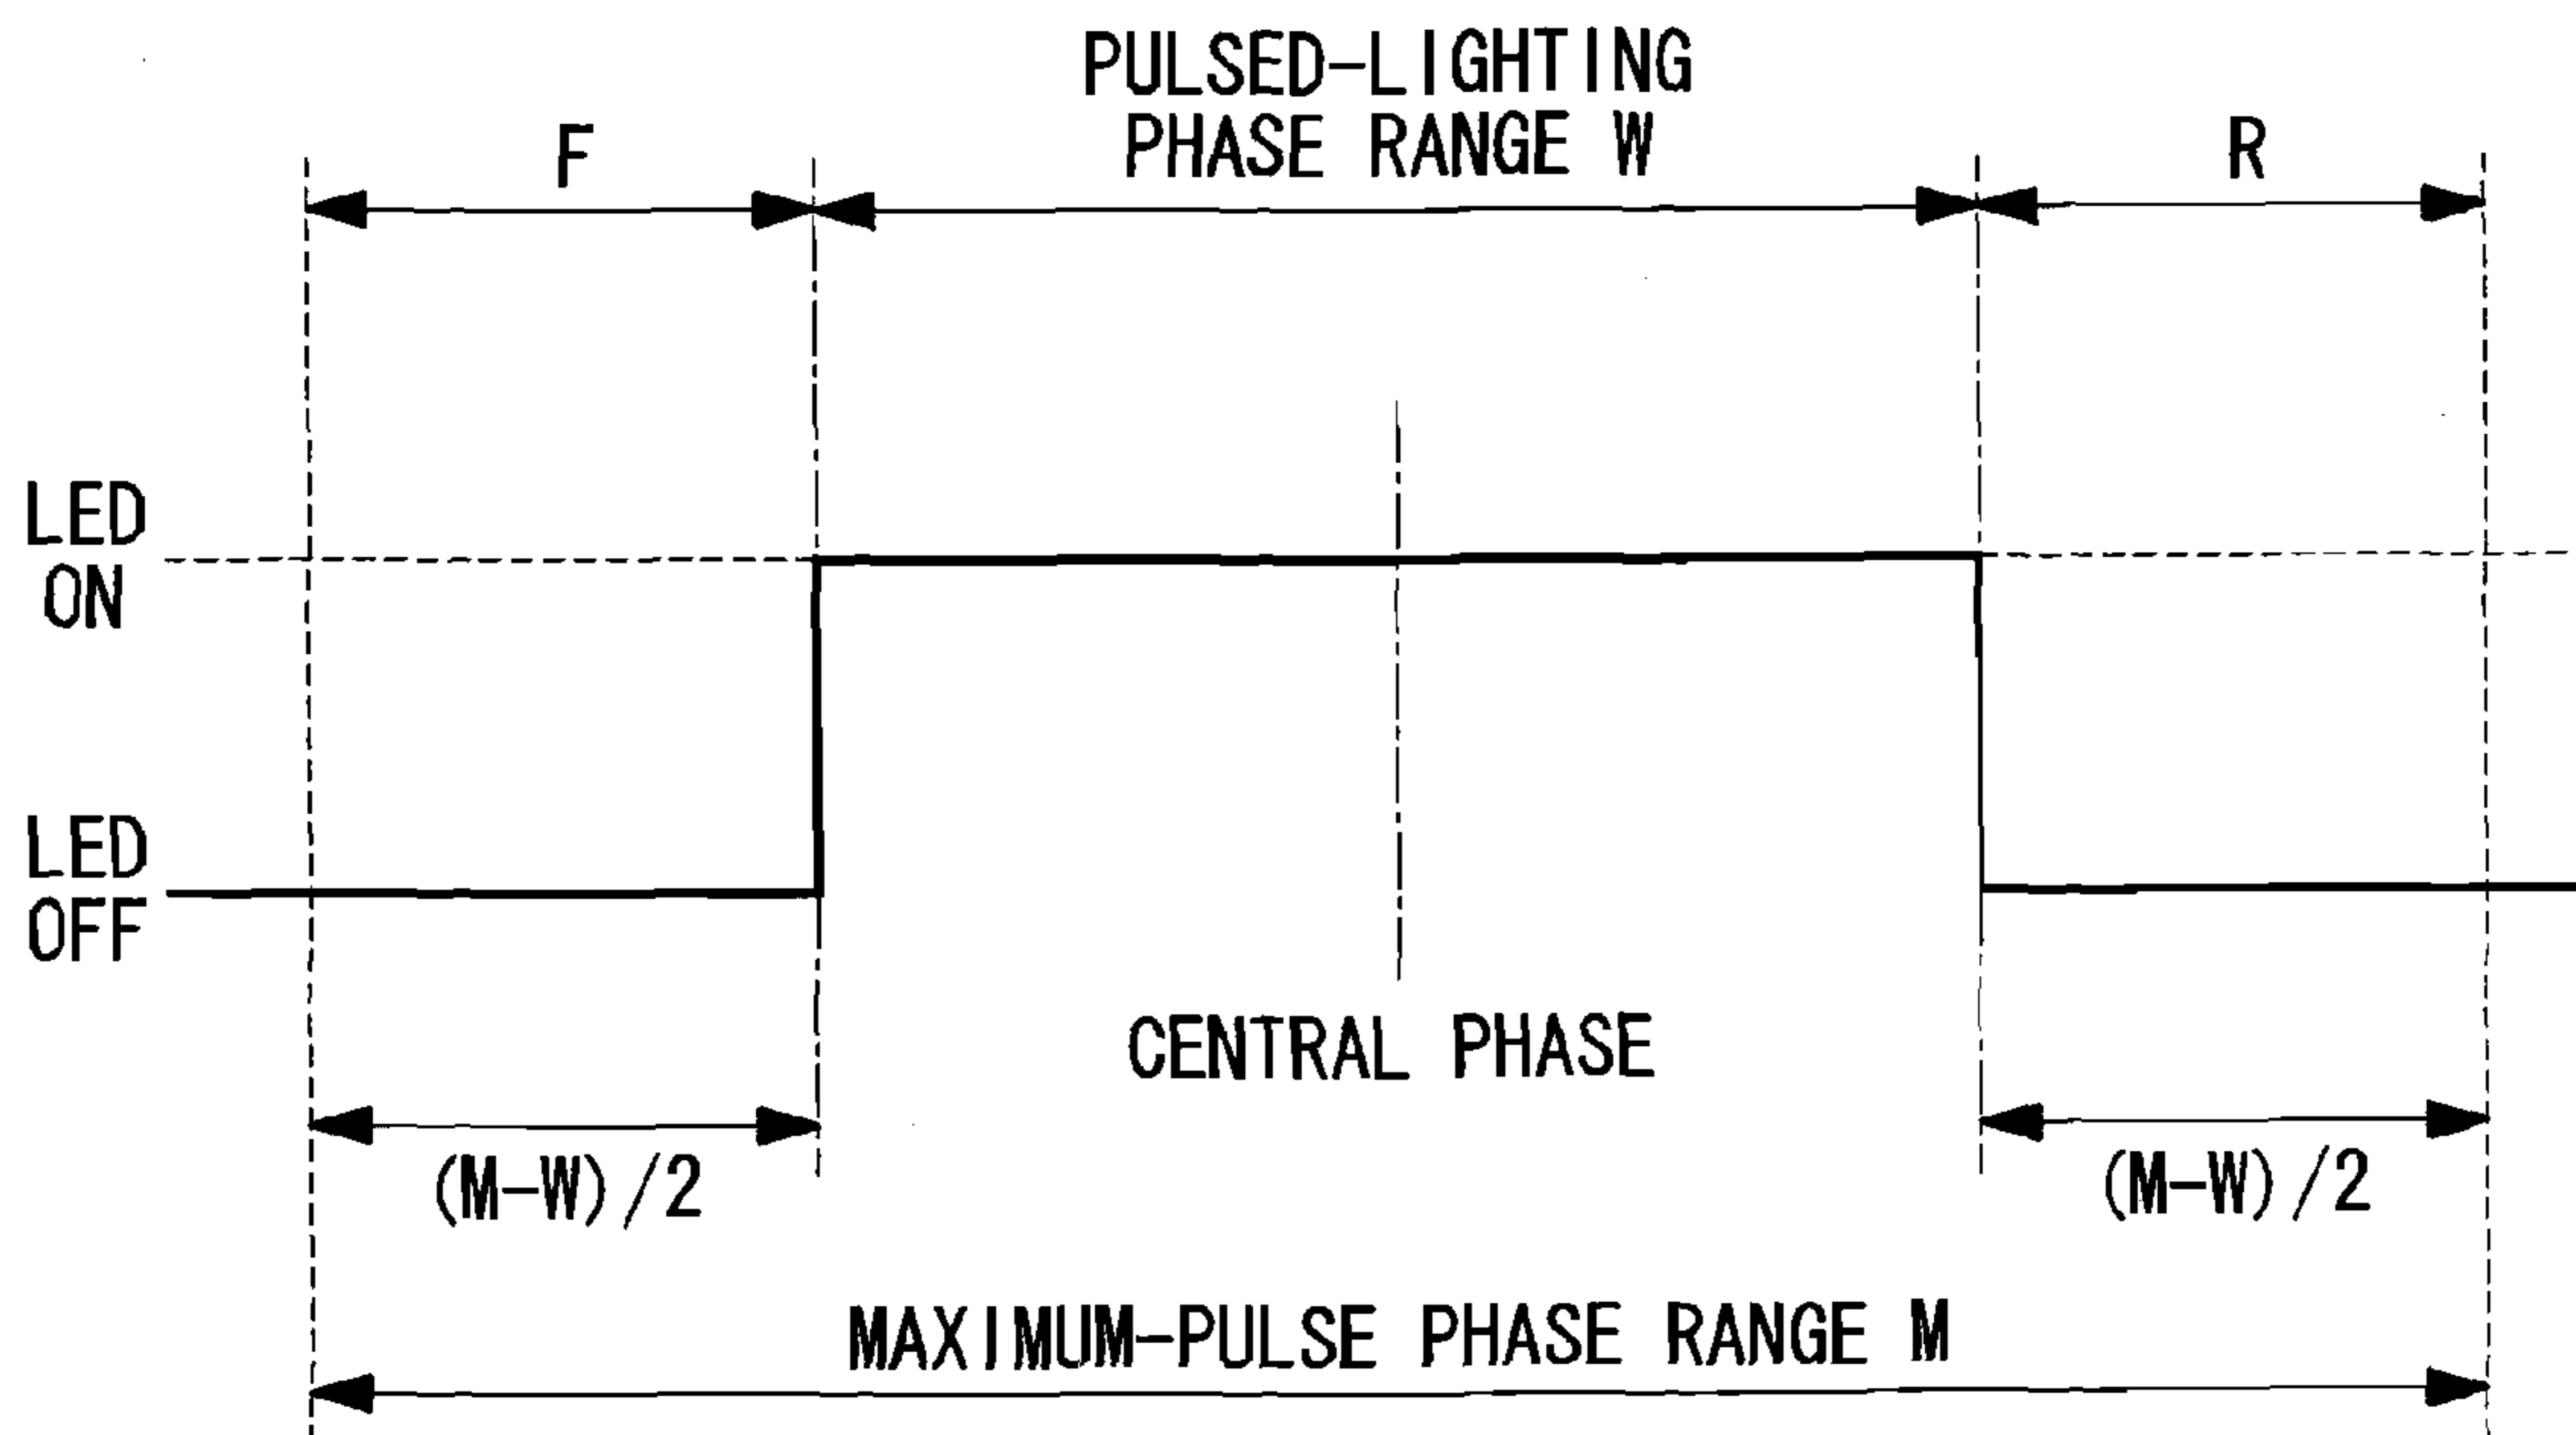 PULSED-LIGHTING
PHASE RANGE W
F
R
LED
ON
LED
OFF
CENTRAL PHASE
(M-W)/2
(M-W)/2
MAXIMUM-PULSE PHASE RANGE M